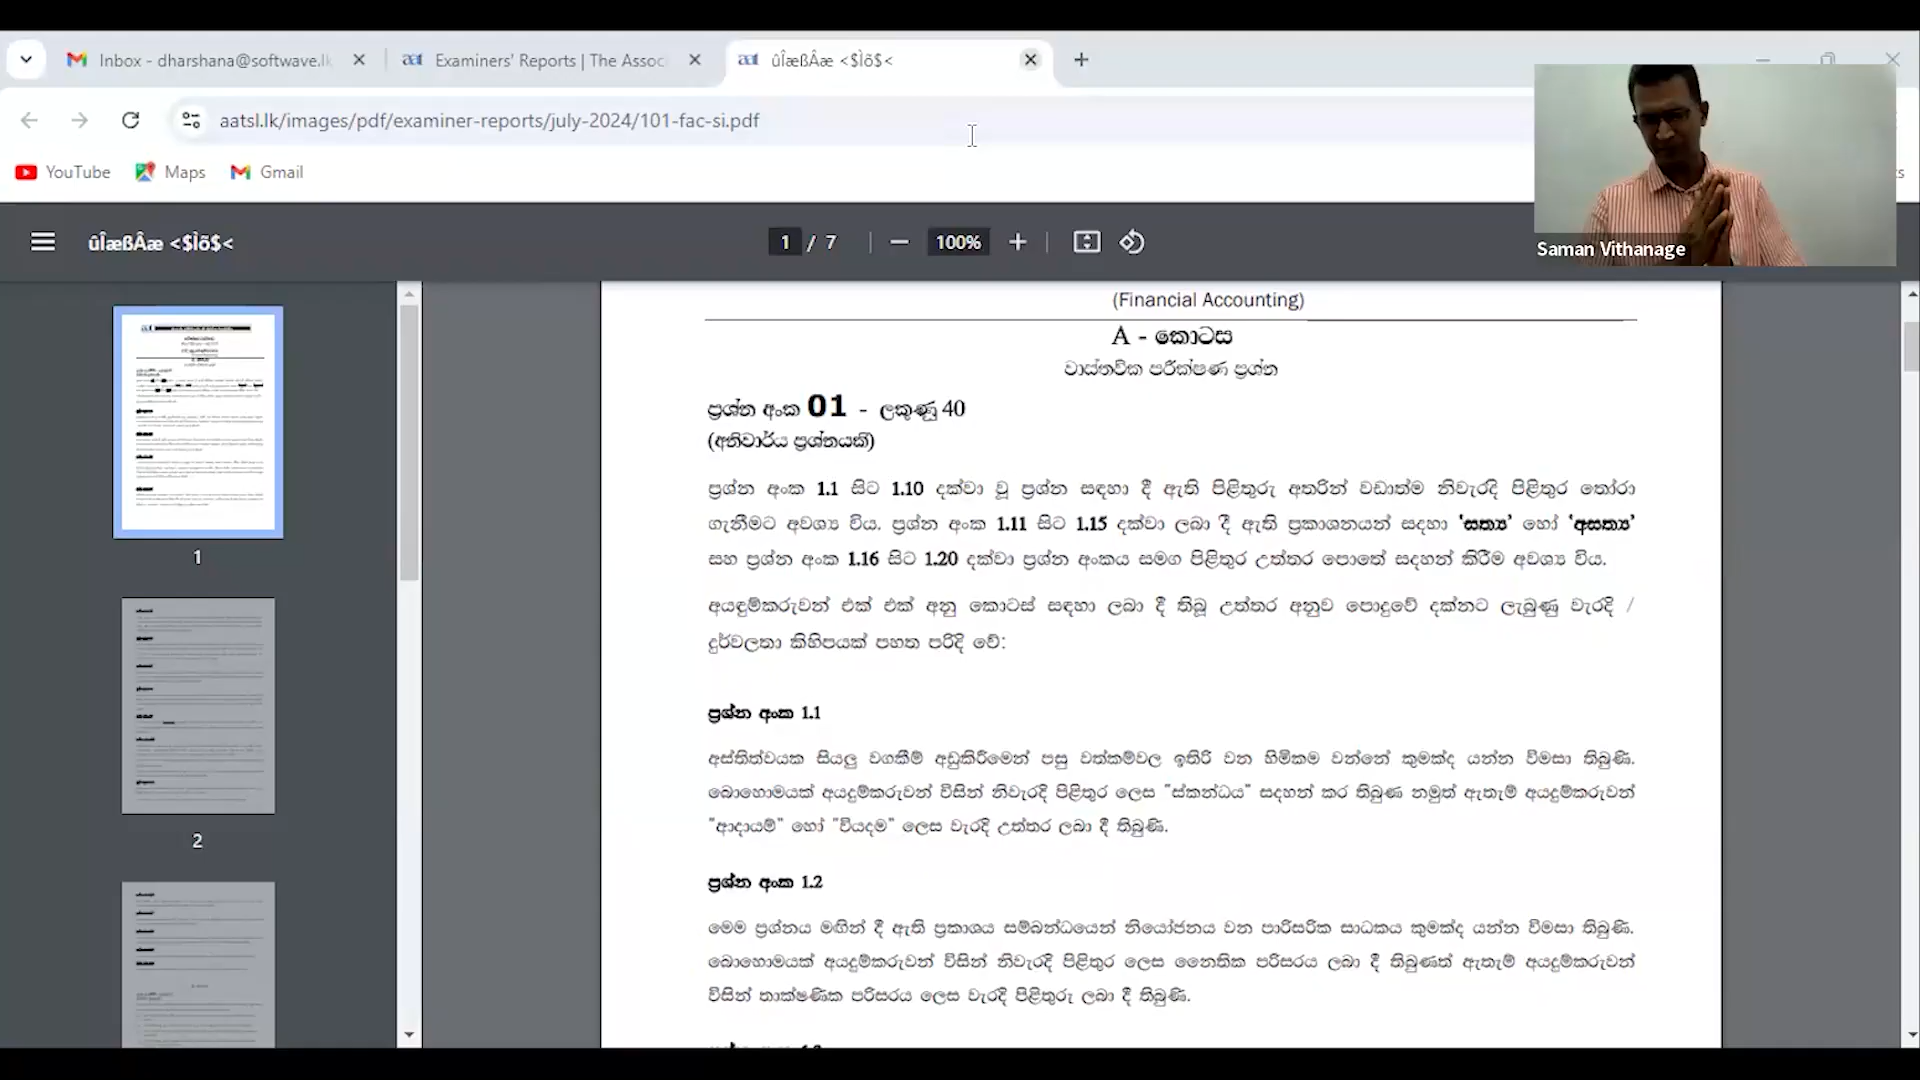 Inbox - dharshana@softwave.lk
Examiners' Reports | The Assoc
ûÎæßÂæ <$Ìõ$<
aatsl.lk/images/pdf/examiner-reports/july-2024/101-fac-si.pdf
YouTube
Maps
Gmail
ûÎæßÂæ <$Ìõ$<
1 / 7
100%
Saman Vithanage
(Financial Accounting)
A - කොටස
වාස්තවික පරීක්ෂණ ප්‍රශ්න
ප්‍රශ්න අංක 01 - ලකුණු 40
(අනිවාර්ය ප්‍රශ්නයකි)
ප්‍රශ්න අංක 1.1 සිට 1.10 දක්වා වූ ප්‍රශ්න සඳහා දී ඇති පිළිතුරු අතරින් වඩාත්ම නිවැරදි පිළිතුර තෝරා
ගැනීමට අවශ්‍ය විය. ප්‍රශ්න අංක 1.11 සිට 1.15 දක්වා ලබා දී ඇති ප්‍රකාශනයන් සදහා 'සත්‍ය' හෝ 'අසත්‍ය'
සහ ප්‍රශ්න අංක 1.16 සිට 1.20 දක්වා ප්‍රශ්න අංකය සමග පිළිතුර උත්තර පොතේ සදහන් කිරීම අවශ්‍ය විය.
අයඳුම්කරුවන් එක් එක් අනු කොටස් සඳහා ලබා දී තිබූ උත්තර අනුව පොදුවේ දක්නට ලැබුණු වැරදි /
දුර්වලතා කිහිපයක් පහත පරිදි වේ:
ප්‍රශ්න අංක 1.1
අස්තිත්වයක සියලු වගකීම් අඩුකිරීමෙන් පසු වත්කම්වල ඉතිරි වන හිමිකම වන්නේ කුමක්ද යන්න විමසා තිබුණි.
බොහොමයක් අයදුම්කරුවන් විසින් නිවැරදි පිළිතුර ලෙස "ස්කන්ධය" සදහන් කර තිබුණ නමුත් ඇතැම් අයදුම්කරුවන්
"ආදායම්" හෝ "වියදම" ලෙස වැරදි උත්තර ලබා දී තිබුණි.
ප්‍රශ්න අංක 1.2
මෙම ප්‍රශ්නය මඟින් දී ඇති ප්‍රකාශය සම්බන්ධයෙන් නියෝජනය වන පාරිසරික සාධකය කුමක්ද යන්න විමසා තිබුණි.
බොහොමයක් අයදුම්කරුවන් විසින් නිවැරදි පිළිතුර ලෙස නෛතික පරිසරය ලබා දී තිබුණත් ඇතැම් අයදුම්කරුවන්
විසින් තාක්ෂණික පරිසරය ලෙස වැරදි පිළිතුරු ලබා දී තිබුණි.
1
2